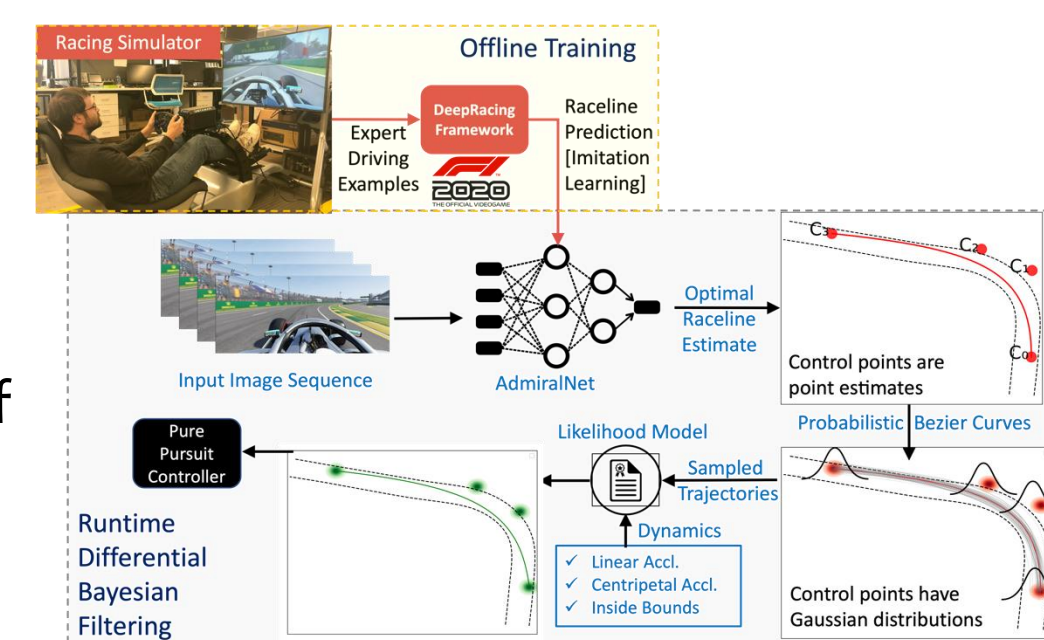 Racing Simulator
Offline Training
DeepRacing
Framework
Expert
Driving
Examples
Raceline
Prediction
[Imitation
Learning]
F1
2020
THE OFFICIAL VIDEOGAME
Input Image Sequence
AdmiralNet
Optimal
Raceline
Estimate
C₃
C₂
C₁
C₀
Control points are
point estimates
Probabilistic Bezier Curves
f
Pure
Pursuit
Controller
Likelihood Model
Sampled
Trajectories
Dynamics
✓ Linear Accl.
✓ Centripetal Accl.
✓ Inside Bounds
Control points have
Gaussian distributions
Runtime
Differential
Bayesian
Filtering